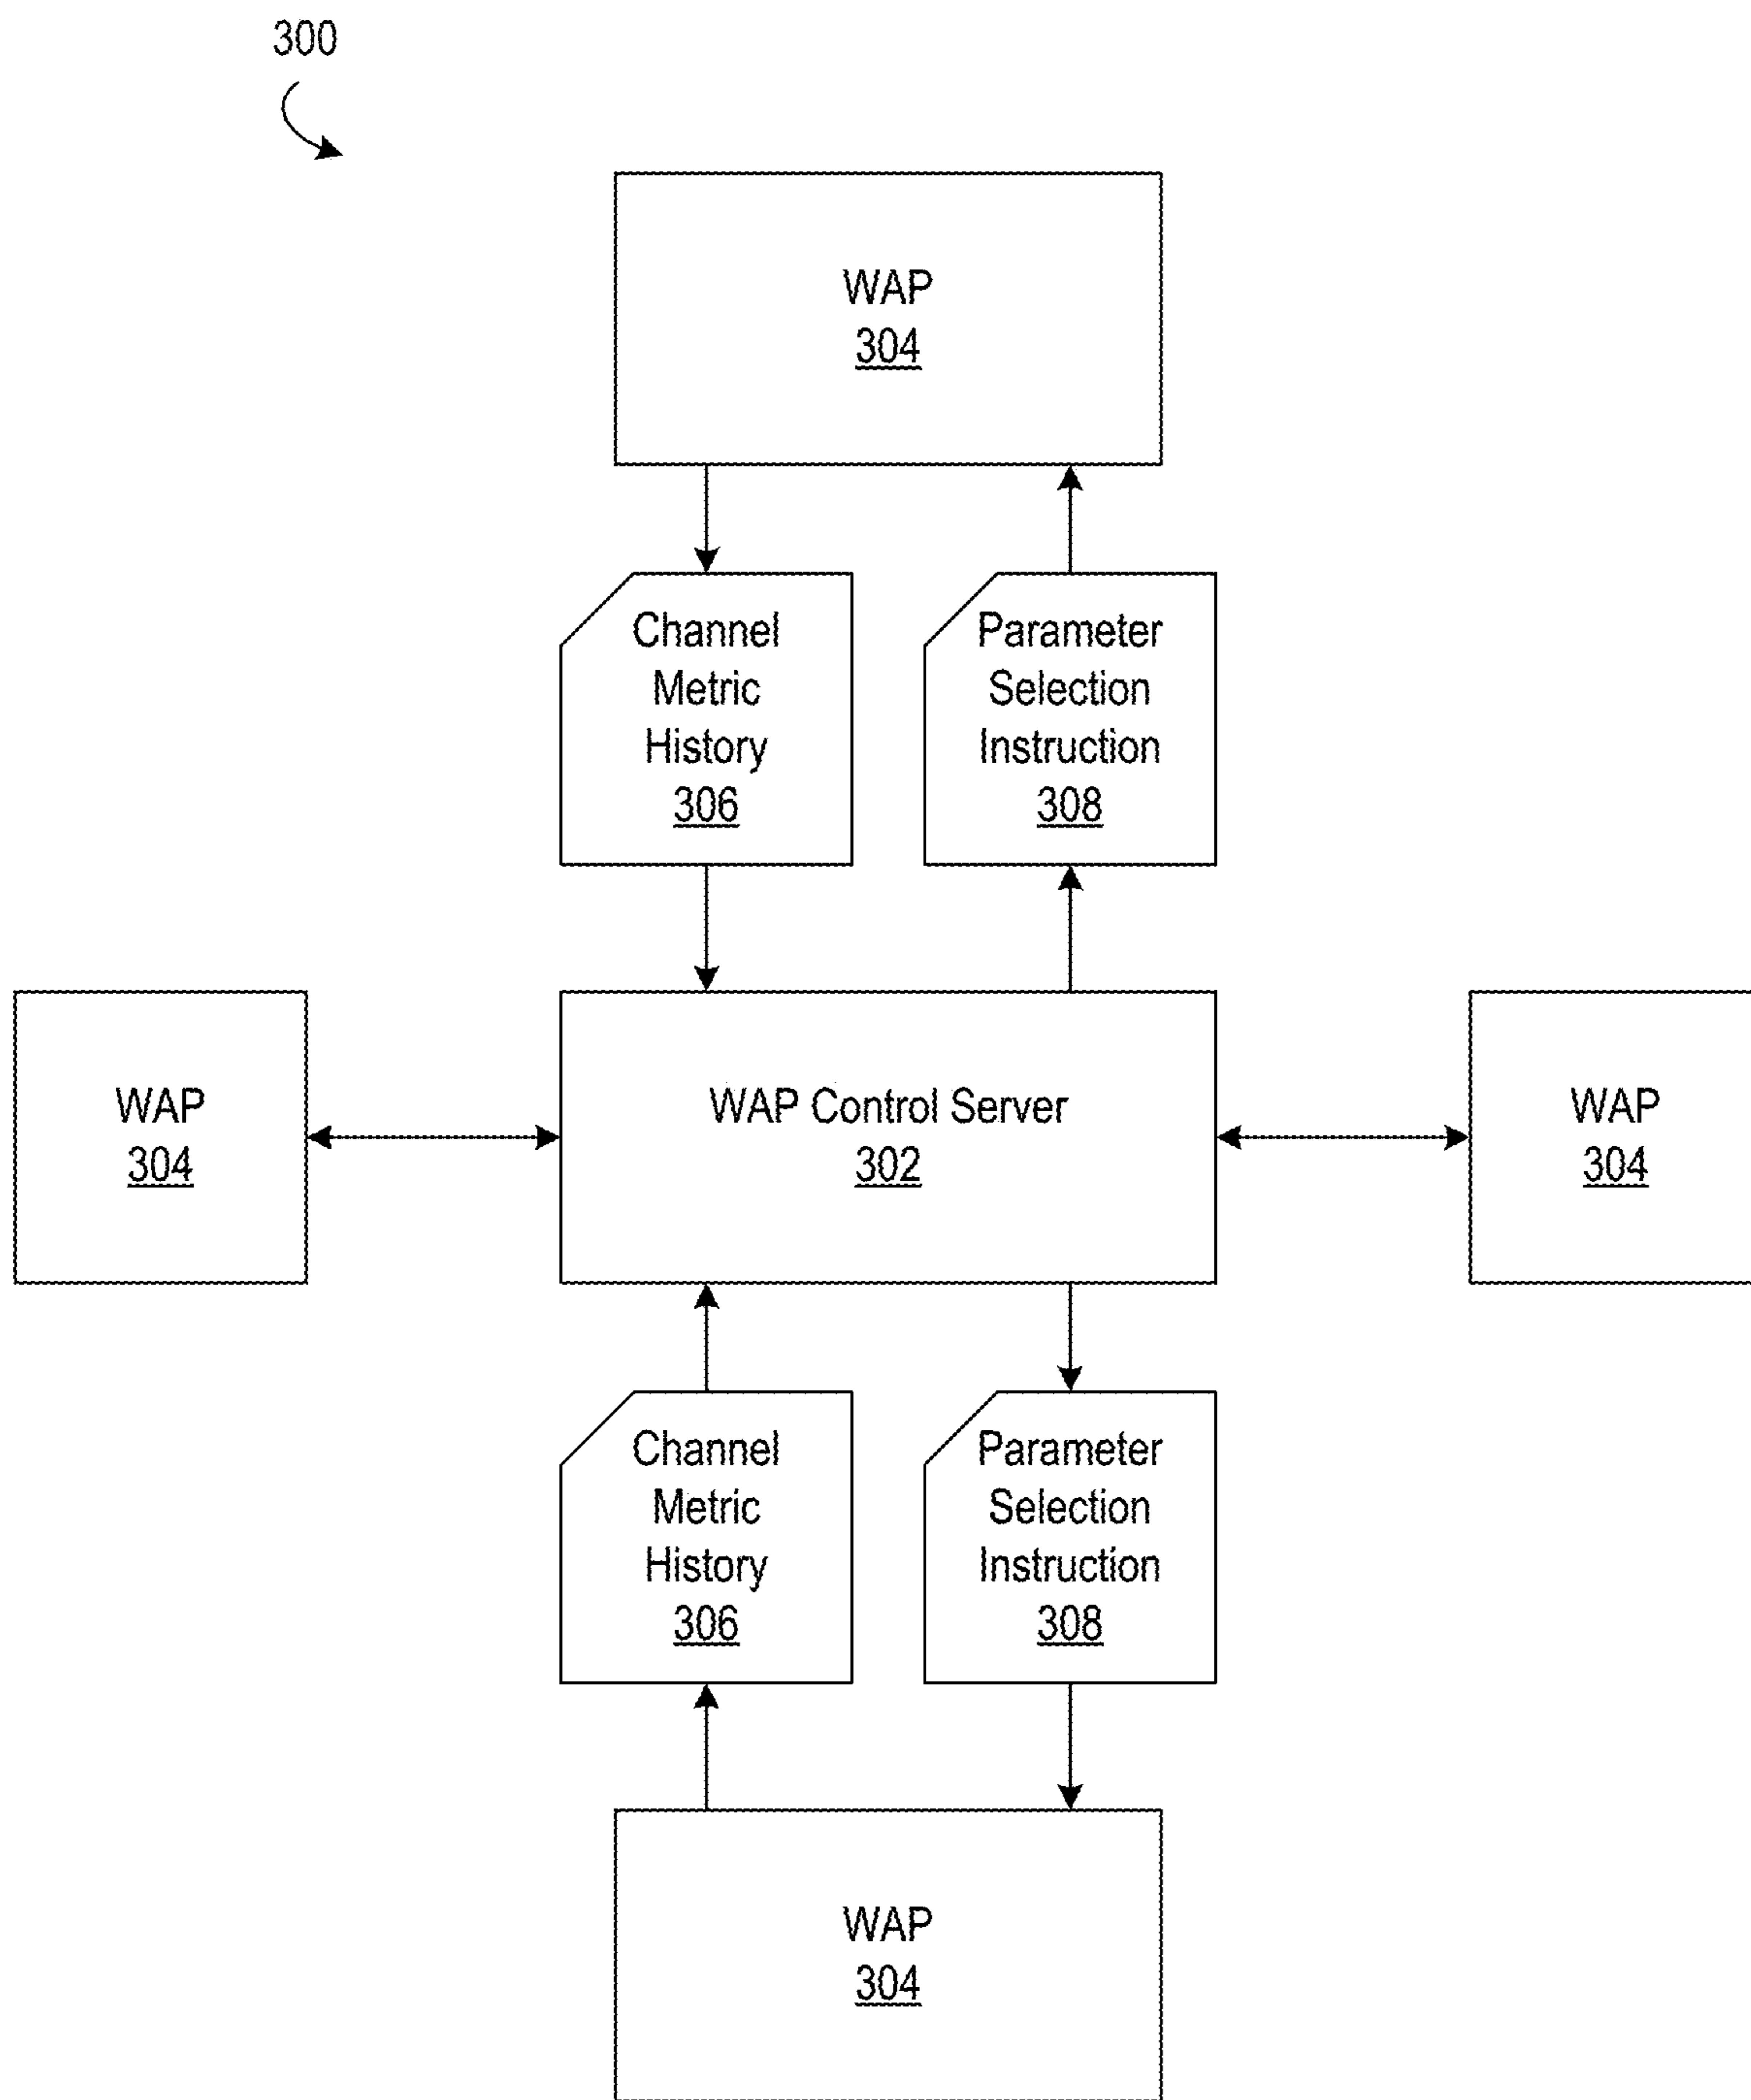 300
WAP
304
Channel
Metric
History
306
Parameter
Selection
Instruction
308
WAP
304
WAP Control Server
302
WAP
304
Channel
Metric
History
306
Parameter
Selection
Instruction
308
WAP
304